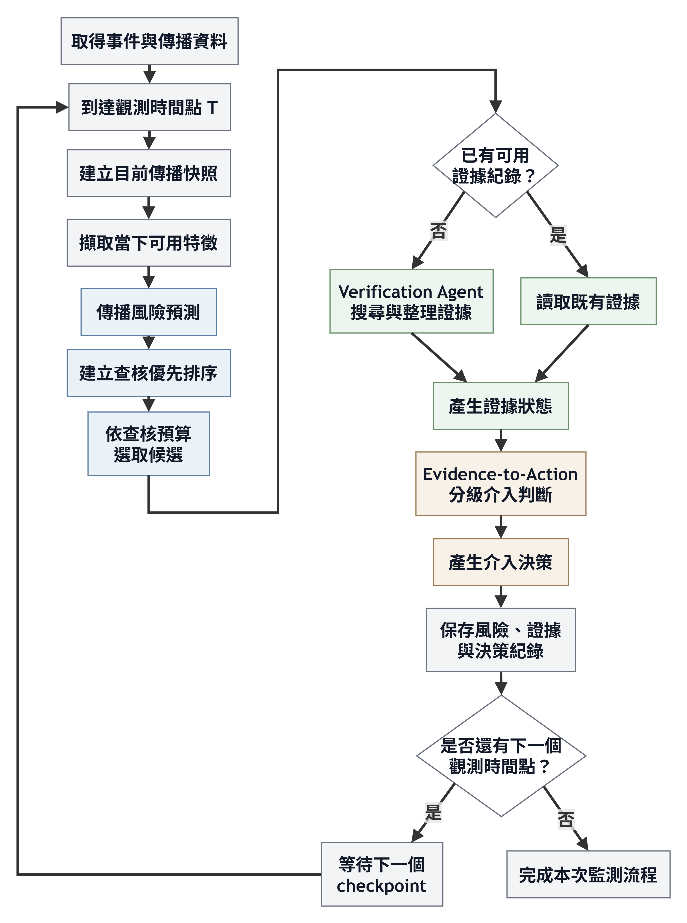 取得事件與傳播資料
到達觀測時間點 T
建立目前傳播快照
擷取當下可用特徵
傳播風險預測
建立查核優先排序
依查核預算
選取候選
已有可用
證據紀錄？
否
是
Verification Agent
搜尋與整理證據
讀取既有證據
產生證據狀態
Evidence-to-Action
分級介入判斷
產生介入決策
保存風險、證據
與決策紀錄
是否還有下一個
觀測時間點？
是
否
等待下一個
checkpoint
完成本次監測流程